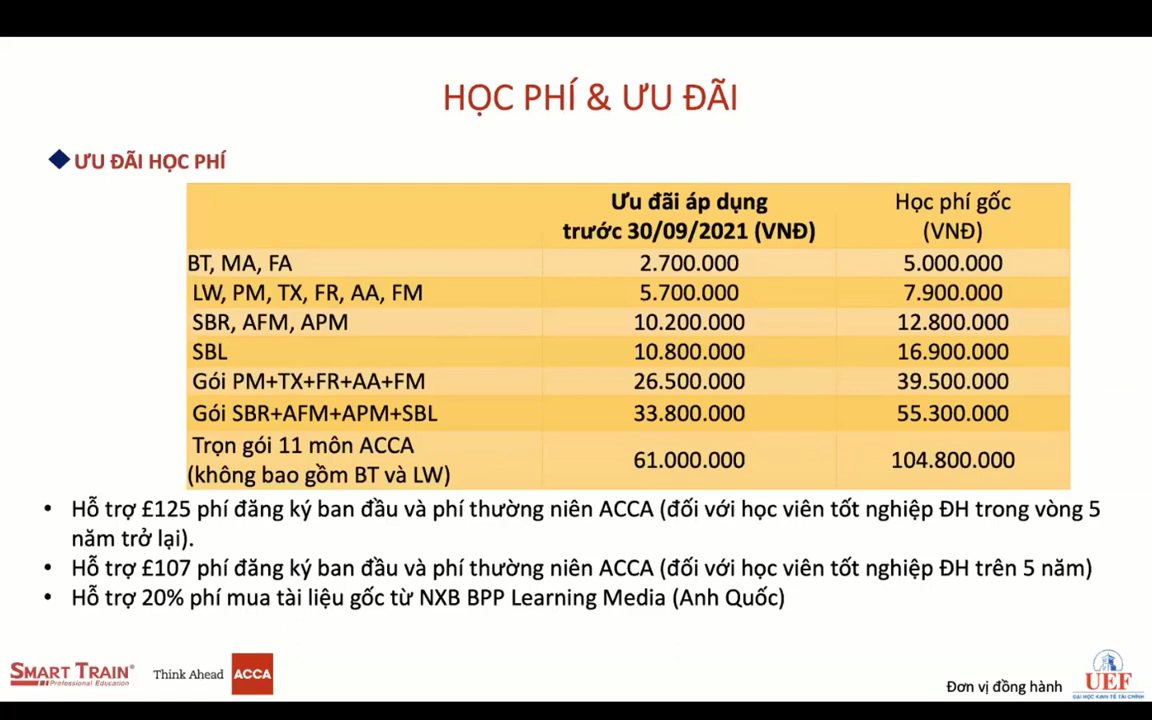 HỌC PHÍ & ƯU ĐÃI
ƯU ĐÃI HỌC PHÍ
Ưu đãi áp dụng trước 30/09/2021 (VNĐ) Học phí gốc (VNĐ)
BT, MA, FA 2.700.000 5.000.000
LW, PM, TX, FR, AA, FM 5.700.000 7.900.000
SBR, AFM, APM 10.200.000 12.800.000
SBL 10.800.000 16.900.000
Gói PM+TX+FR+AA+FM 26.500.000 39.500.000
Gói SBR+AFM+APM+SBL 33.800.000 55.300.000
Trọn gói 11 môn ACCA
(không bao gồm BT và LW) 61.000.000 104.800.000
• Hỗ trợ £125 phí đăng ký ban đầu và phí thường niên ACCA (đối với học viên tốt nghiệp ĐH trong vòng 5
năm trở lại).
• Hỗ trợ £107 phí đăng ký ban đầu và phí thường niên ACCA (đối với học viên tốt nghiệp ĐH trên 5 năm)
• Hỗ trợ 20% phí mua tài liệu gốc từ NXB BPP Learning Media (Anh Quốc)
SMART TRAIN®
Professional Education
Think Ahead ACCA
Đơn vị đồng hành
UEF
ĐẠI HỌC KINH TẾ TÀI CHÍNH